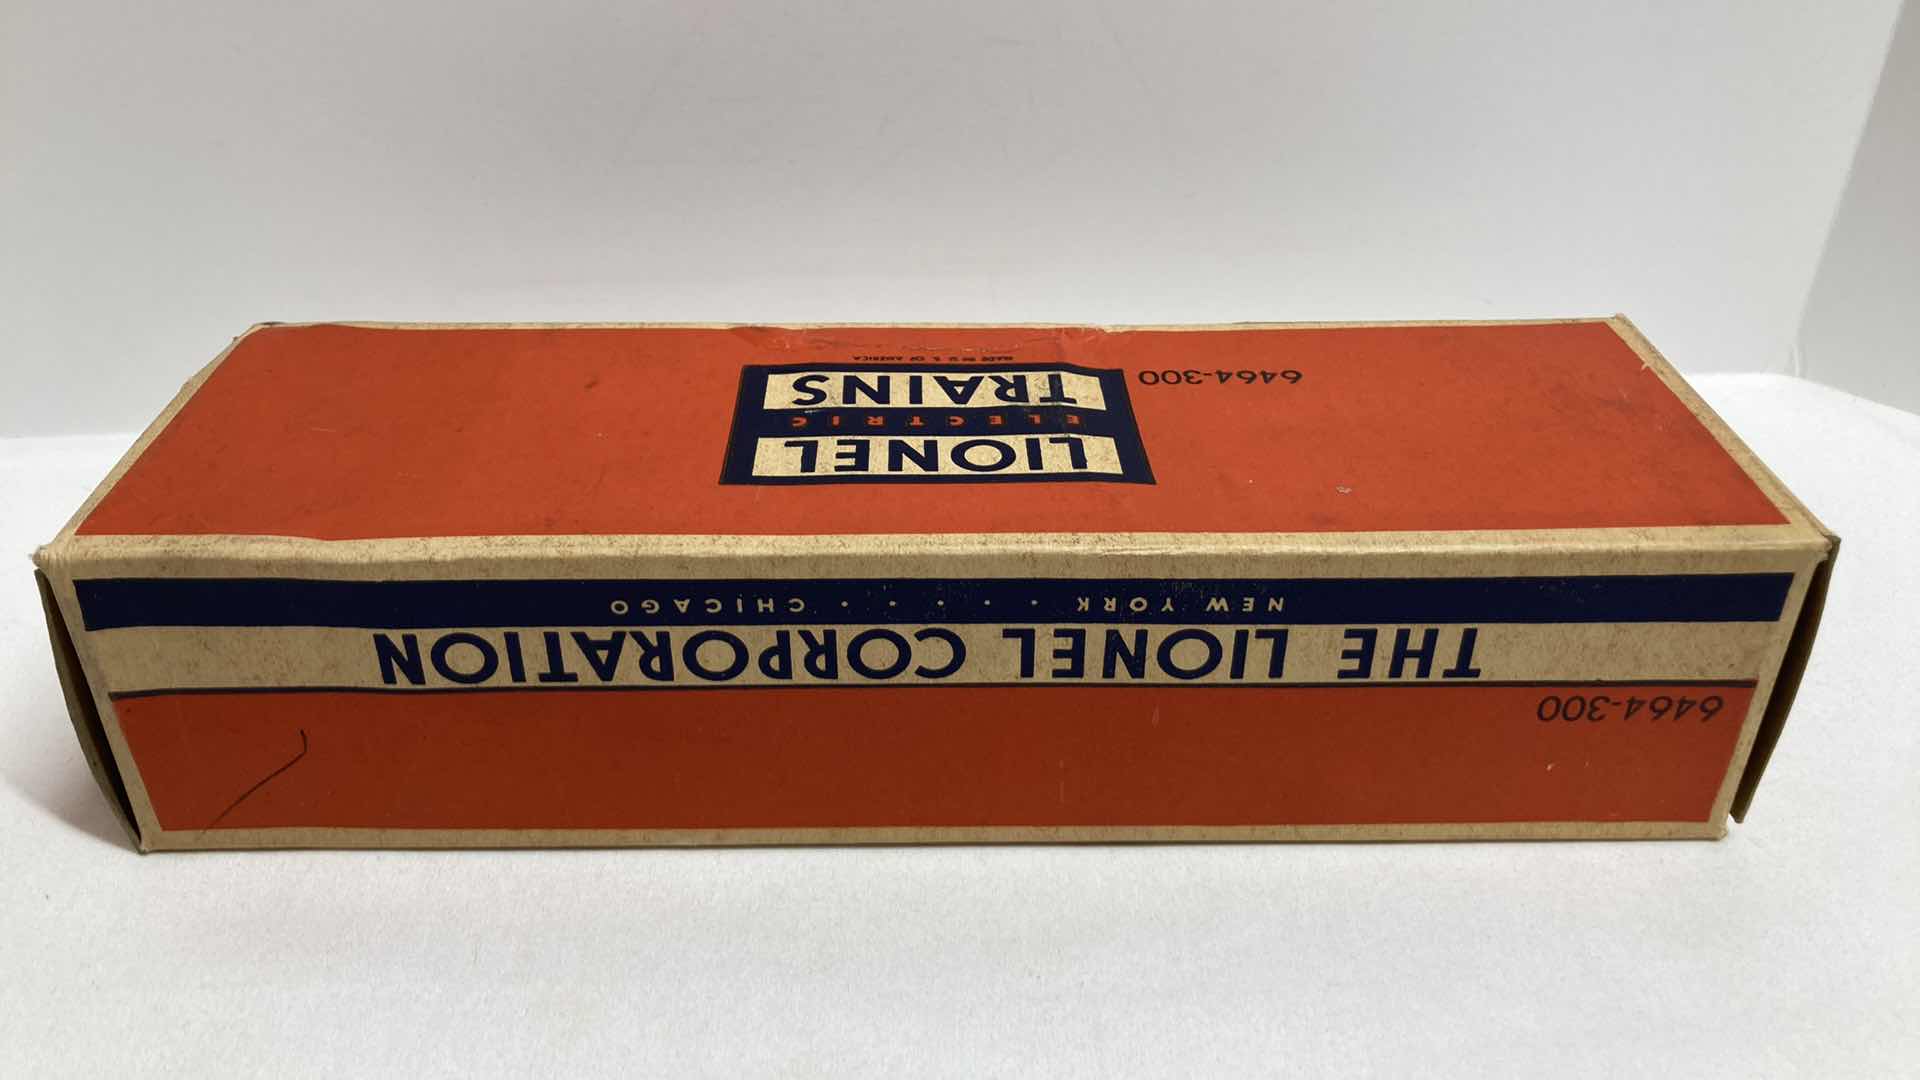 6464-300
THE LIONEL CORPORATION
NEW YORK · · · · · CHICAGO
LIONEL
ELECTRIC
TRAINS
MADE IN U. S. OF AMERICA
6464-300